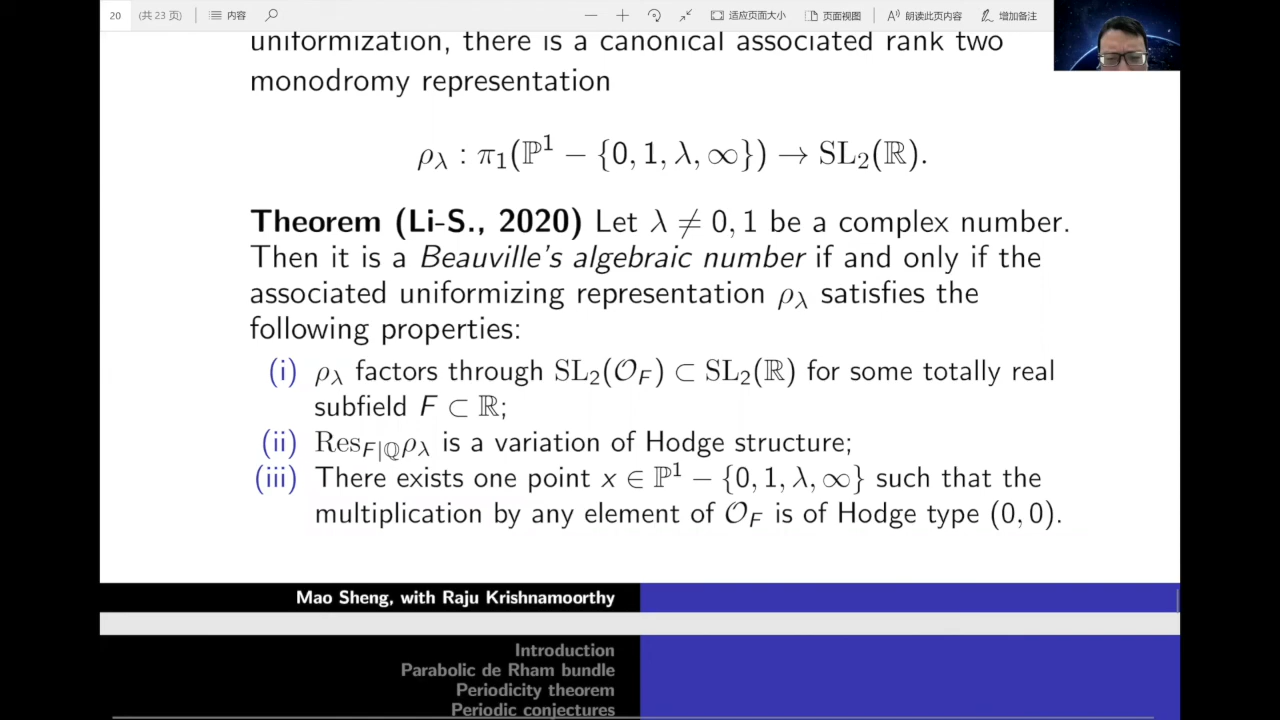 20 (共 23 页) 内容 适应页面大小 页面视图 朗读此页内容 增加备注
uniformization, there is a canonical associated rank two
monodromy representation
ρ_λ : π₁(ℙ¹ − {0, 1, λ, ∞}) → SL₂(ℝ).
Theorem (Li-S., 2020) Let λ ≠ 0, 1 be a complex number.
Then it is a Beauville's algebraic number if and only if the
associated uniformizing representation ρ_λ satisfies the
following properties:
(i) ρ_λ factors through SL₂(𝒪_F) ⊂ SL₂(ℝ) for some totally real
subfield F ⊂ ℝ;
(ii) Res_{F|ℚ}ρ_λ is a variation of Hodge structure;
(iii) There exists one point x ∈ ℙ¹ − {0, 1, λ, ∞} such that the
multiplication by any element of 𝒪_F is of Hodge type (0, 0).
Mao Sheng, with Raju Krishnamoorthy
Introduction
Parabolic de Rham bundle
Periodicity theorem
Periodic conjectures